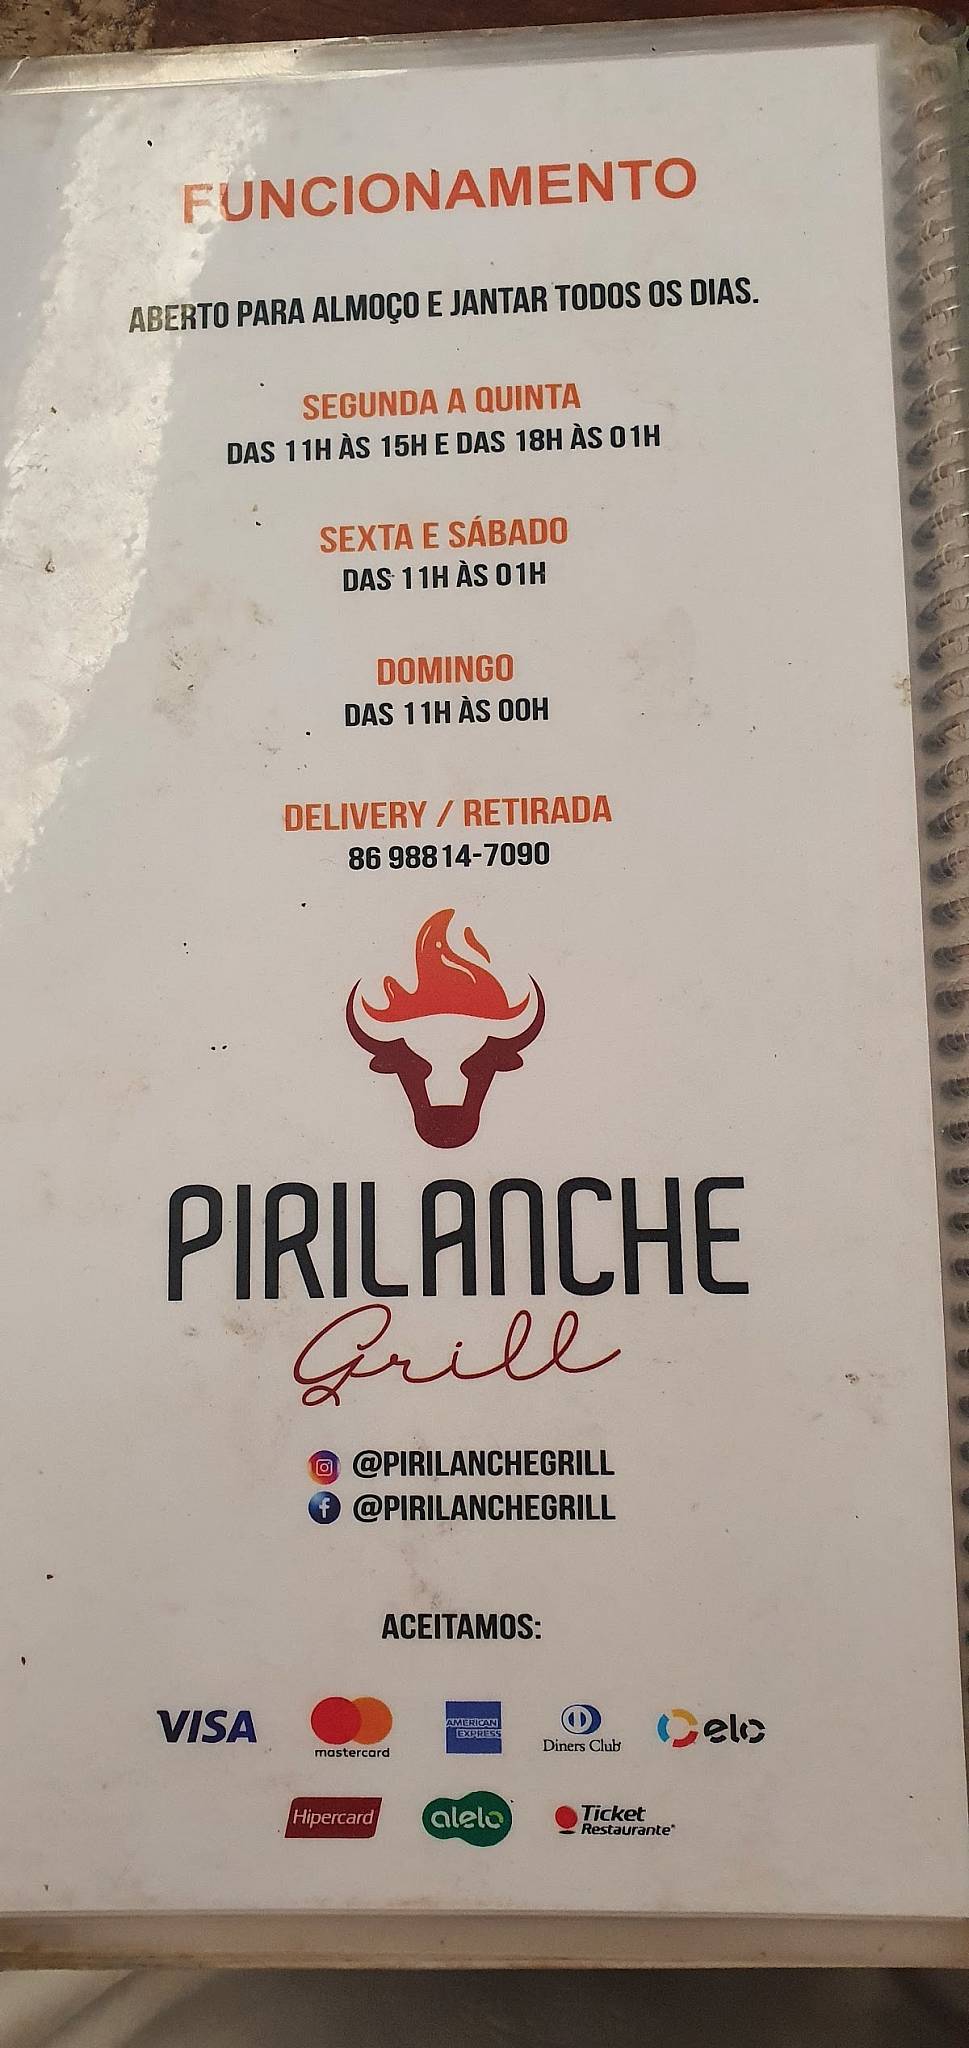 FUNCIONAMENTO
ABERTO PARA ALMOÇO E JANTAR TODOS OS DIAS.
SEGUNDA A QUINTA
DAS 11H ÀS 15H E DAS 18H ÀS 01H
SEXTA E SÁBADO
DAS 11H ÀS 01H
DOMINGO
DAS 11H ÀS 00H
DELIVERY / RETIRADA
86 98814-7090
PIRILANCHE
Grill
@PIRILANCHEGRILL
@PIRILANCHEGRILL
ACEITAMOS:
VISA mastercard AMERICAN EXPRESS Diners Club elo
Hipercard alelo Ticket Restaurante